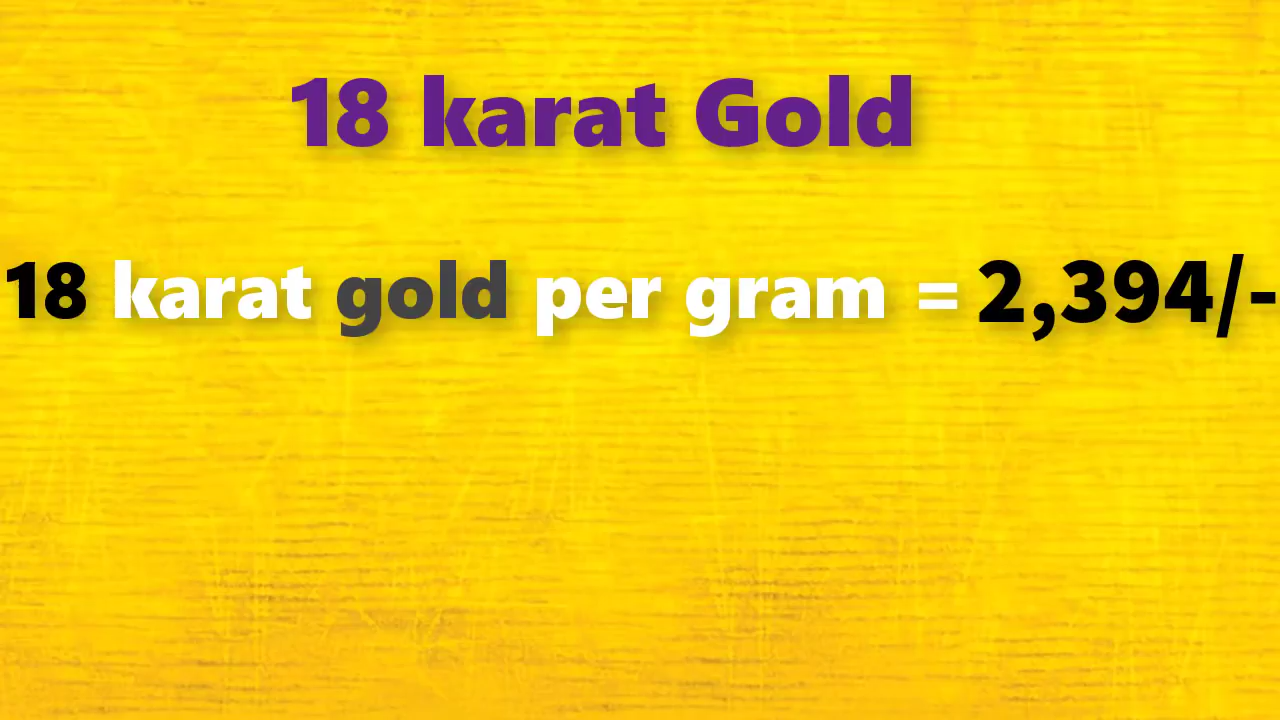 18 karat Gold
18 karat gold per gram = 2,394/-